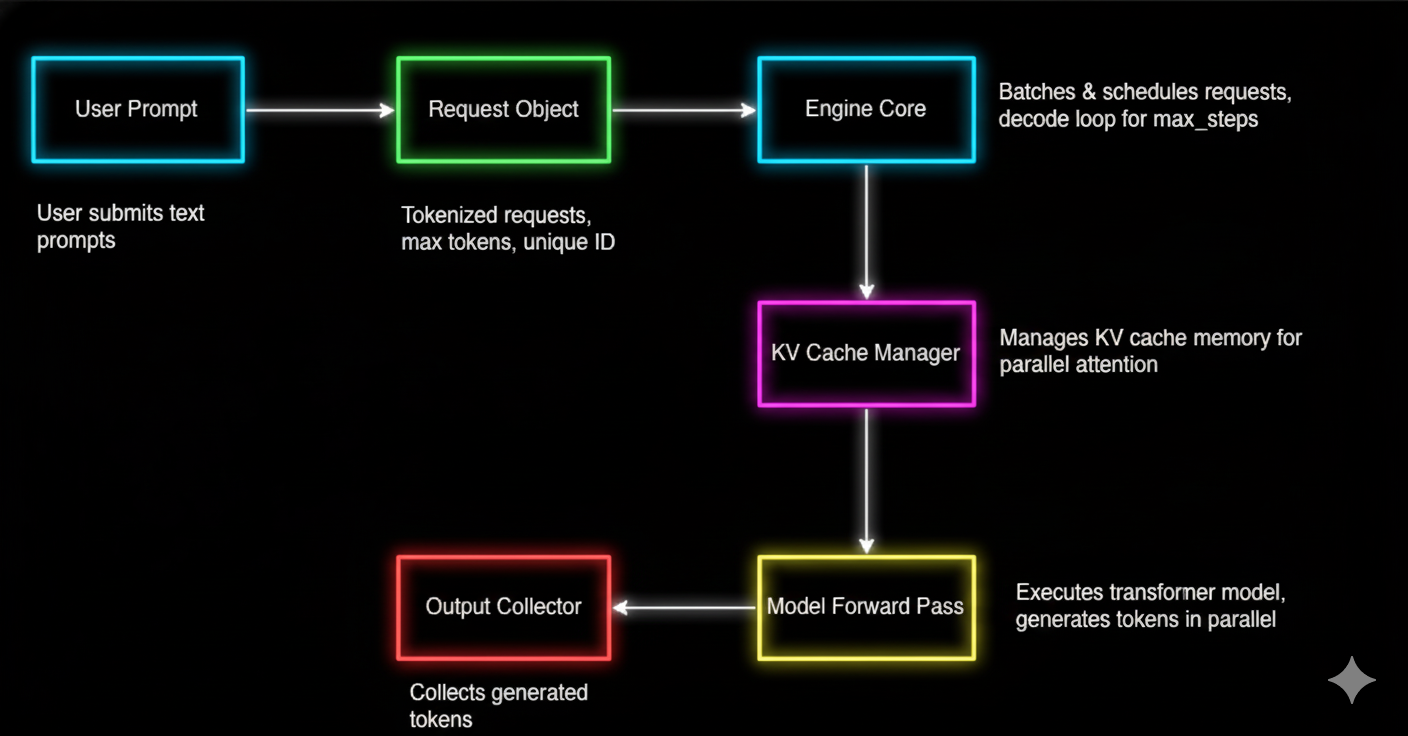 User Prompt
Request Object
Engine Core
Batches & schedules requests,
decode loop for max_steps
User submits text
prompts
Tokenized requests,
max tokens, unique ID
KV Cache Manager
Manages KV cache memory for
parallel attention
Output Collector
Model Forward Pass
Executes transformer model,
generates tokens in parallel
Collects generated
tokens